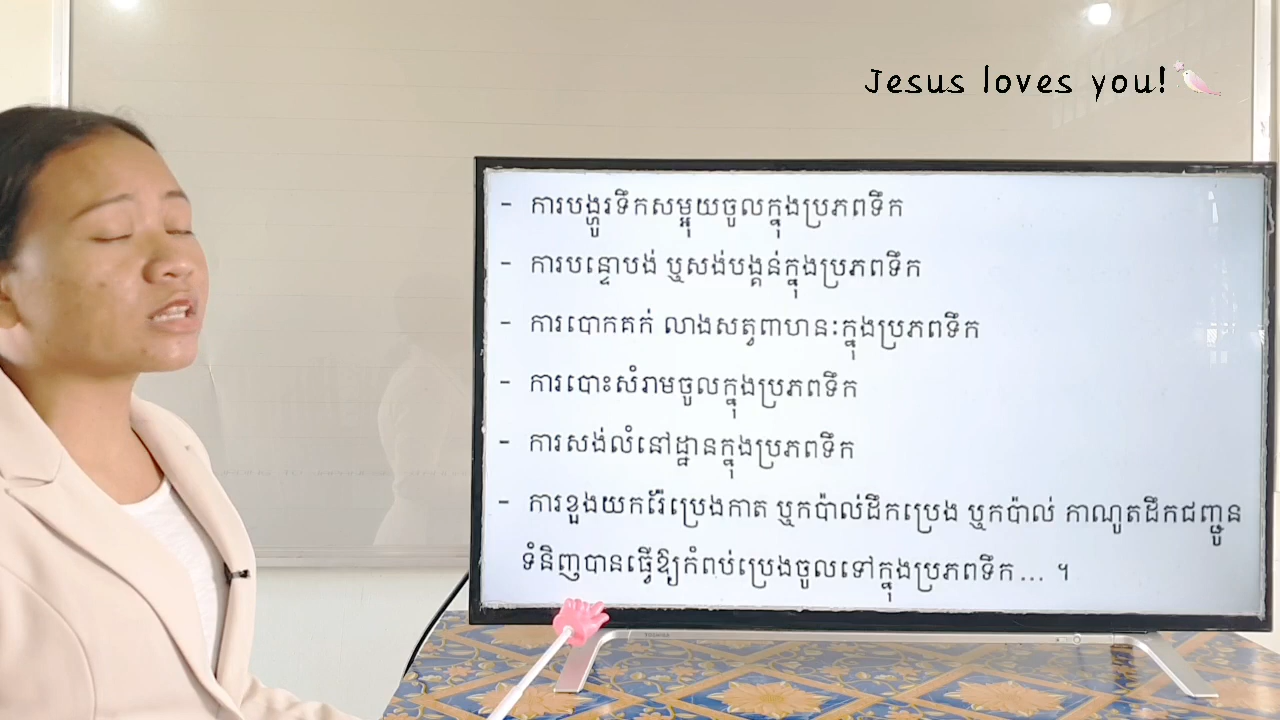 Jesus loves you!
- ការបង្ហូរទឹកសម្អុយចូលក្នុងប្រភពទឹក
- ការបន្ទោបង់ ឬសង់បង្គន់ក្នុងប្រភពទឹក
- ការបោកគក់ លាងសត្វពាហនៈក្នុងប្រភពទឹក
- ការបោះសំរាមចូលក្នុងប្រភពទឹក
- ការសង់លំនៅដ្ឋានក្នុងប្រភពទឹក
- ការខួងយករ៉ែប្រេងកាត ឬកប៉ាល់ដឹកប្រេង ឬកប៉ាល់ កាណូតដឹកជញ្ជូន
ទំនិញបានធ្វើឱ្យកំពប់ប្រេងចូលទៅក្នុងប្រភពទឹក... ។
TOSHIBA